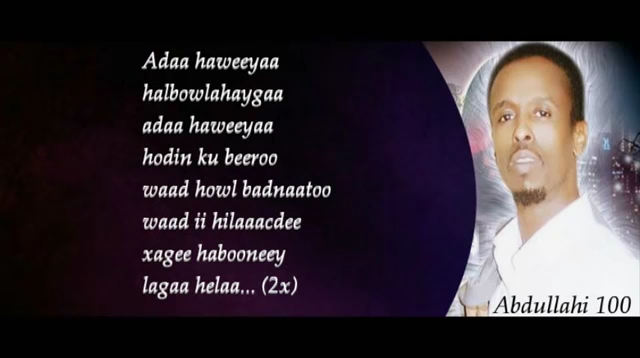 Adaa haweeyaa
halbowlahaygaa
adaa haweeyaa
hodin ku beeroo
waad howl badnaatoo
waad ii hilaaacdee
xagee habooneey
lagaa helaa... (2x)
Abdullahi 100